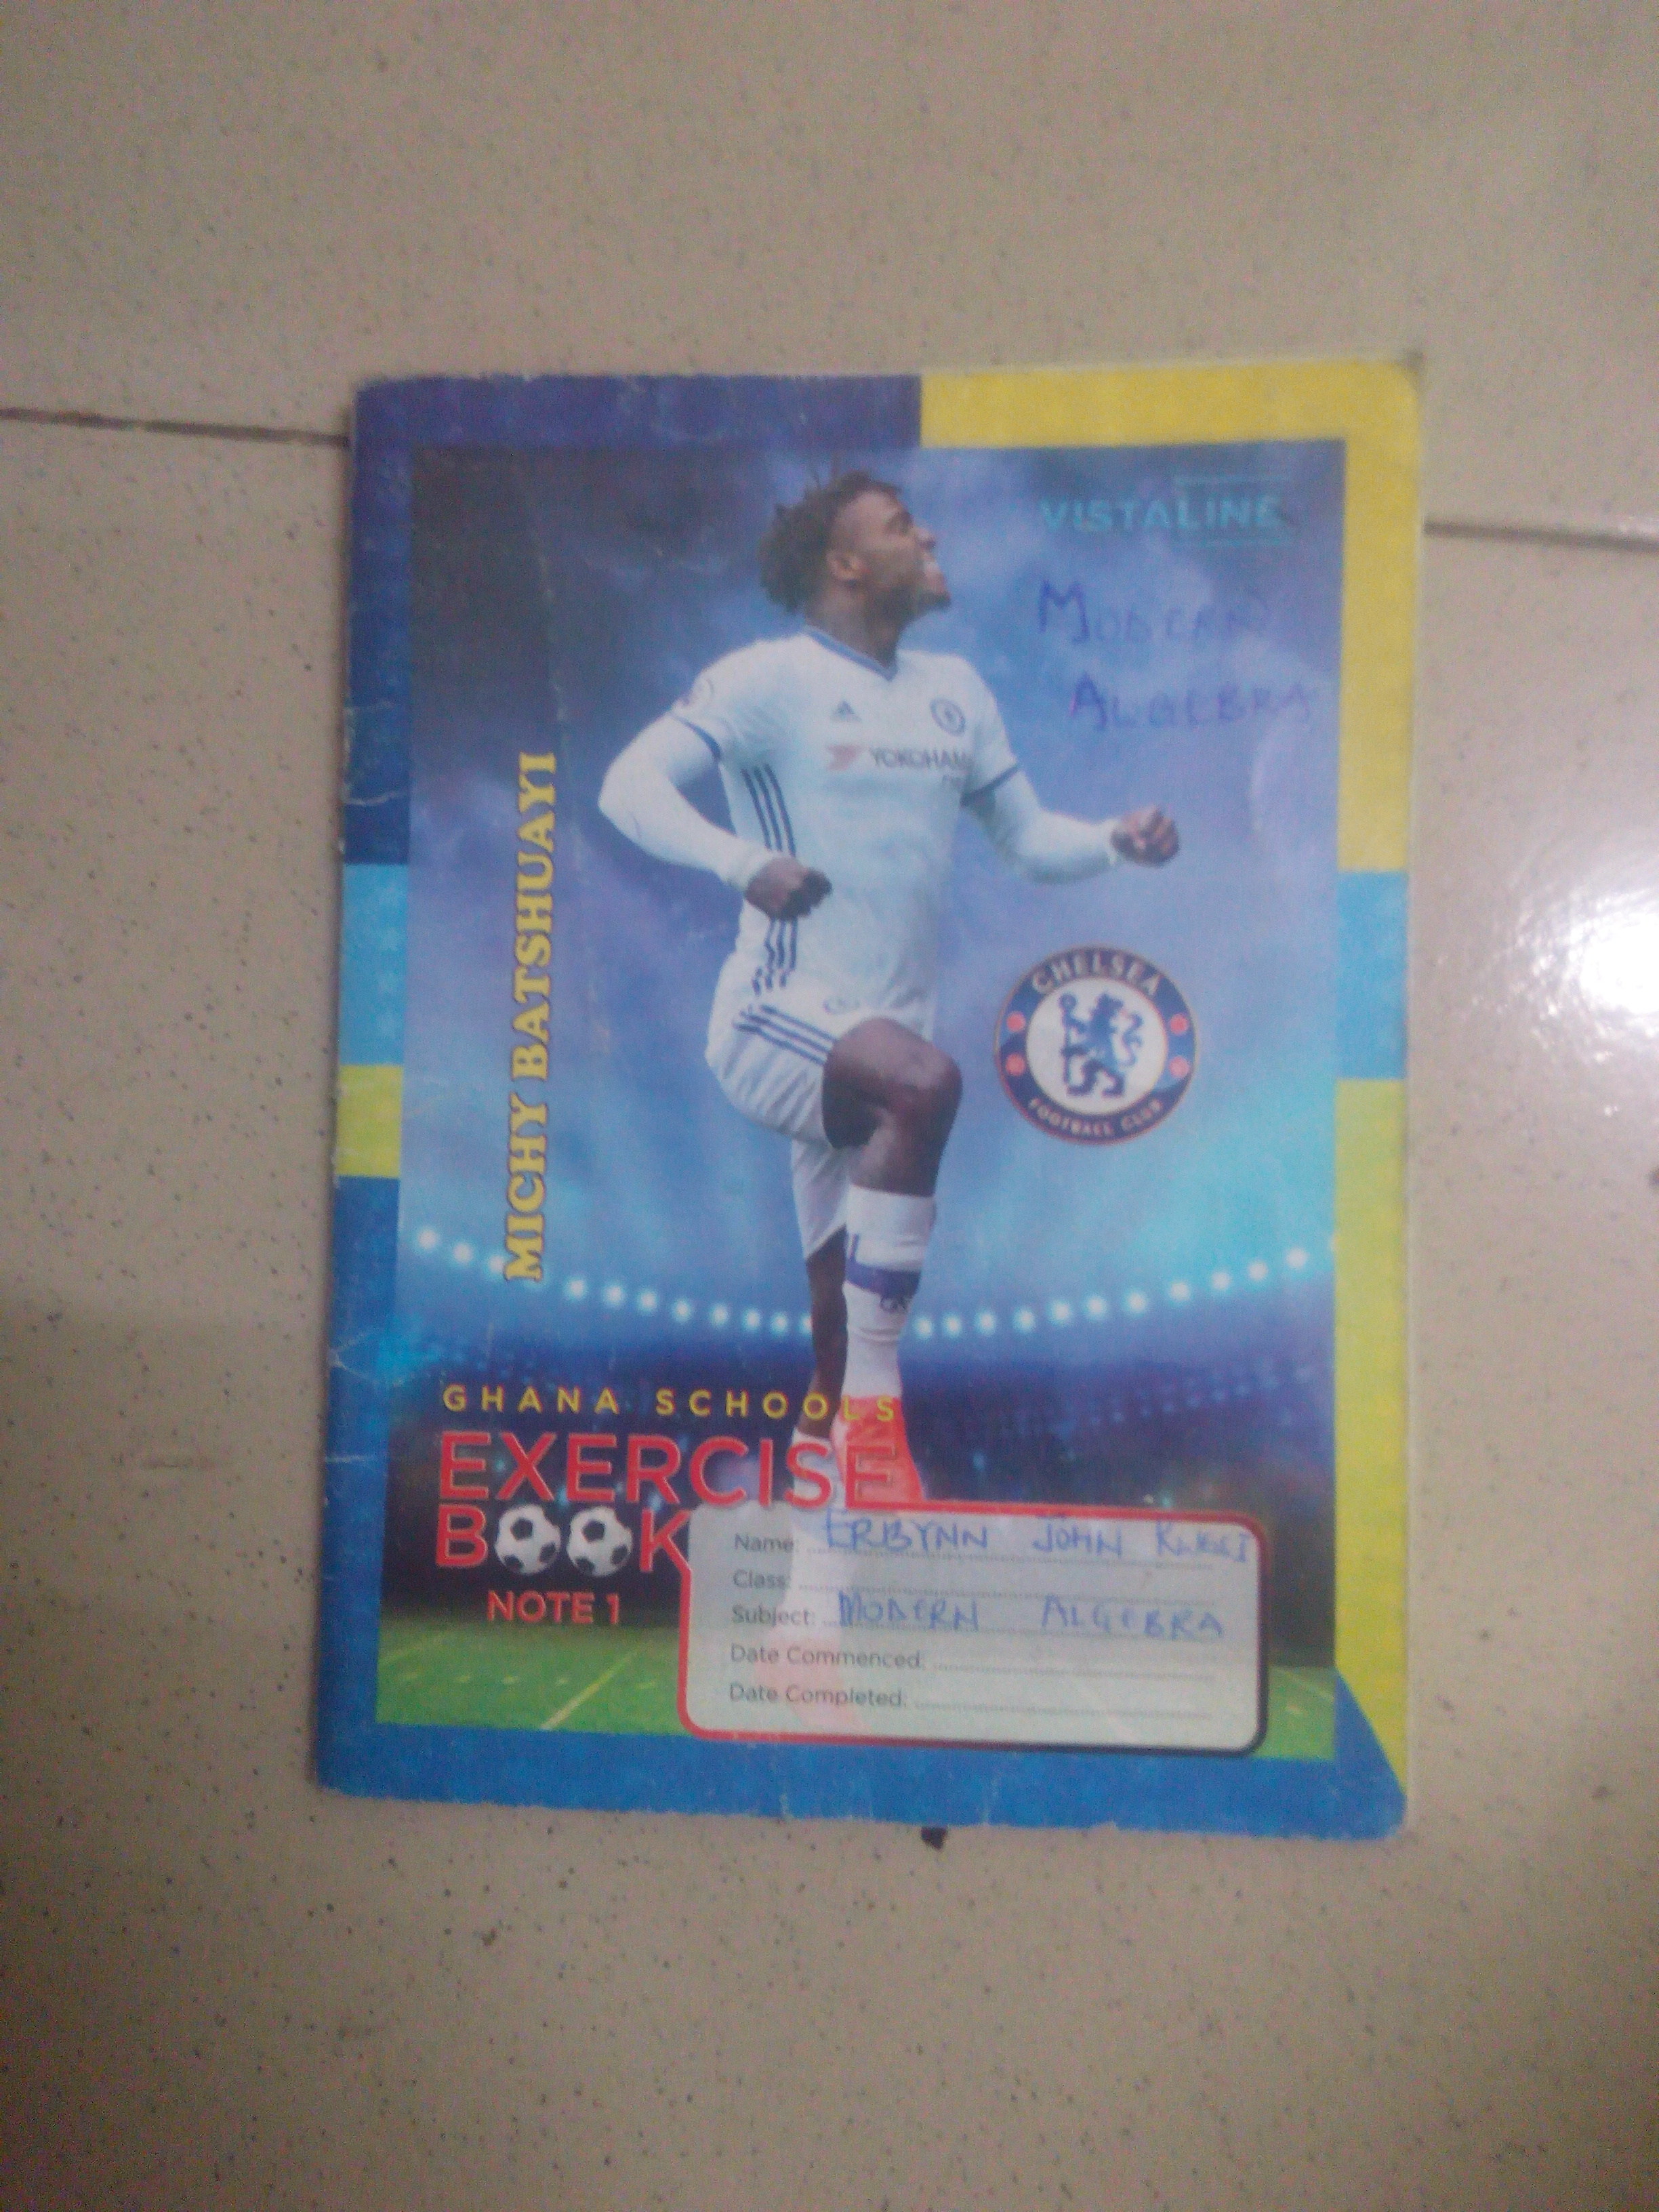 VISTALINE
MODERN
ALGEBRA
YOKOHAMA
MICHY BATSHUAYI
CHELSEA
FOOTBALL CLUB
GHANA SCHOOLS
EXERCISE
BOOK
NOTE 1
Name: ERBYNN JOHN KWESI
Class:
Subject: MODERN ALGEBRA
Date Commenced:
Date Completed: